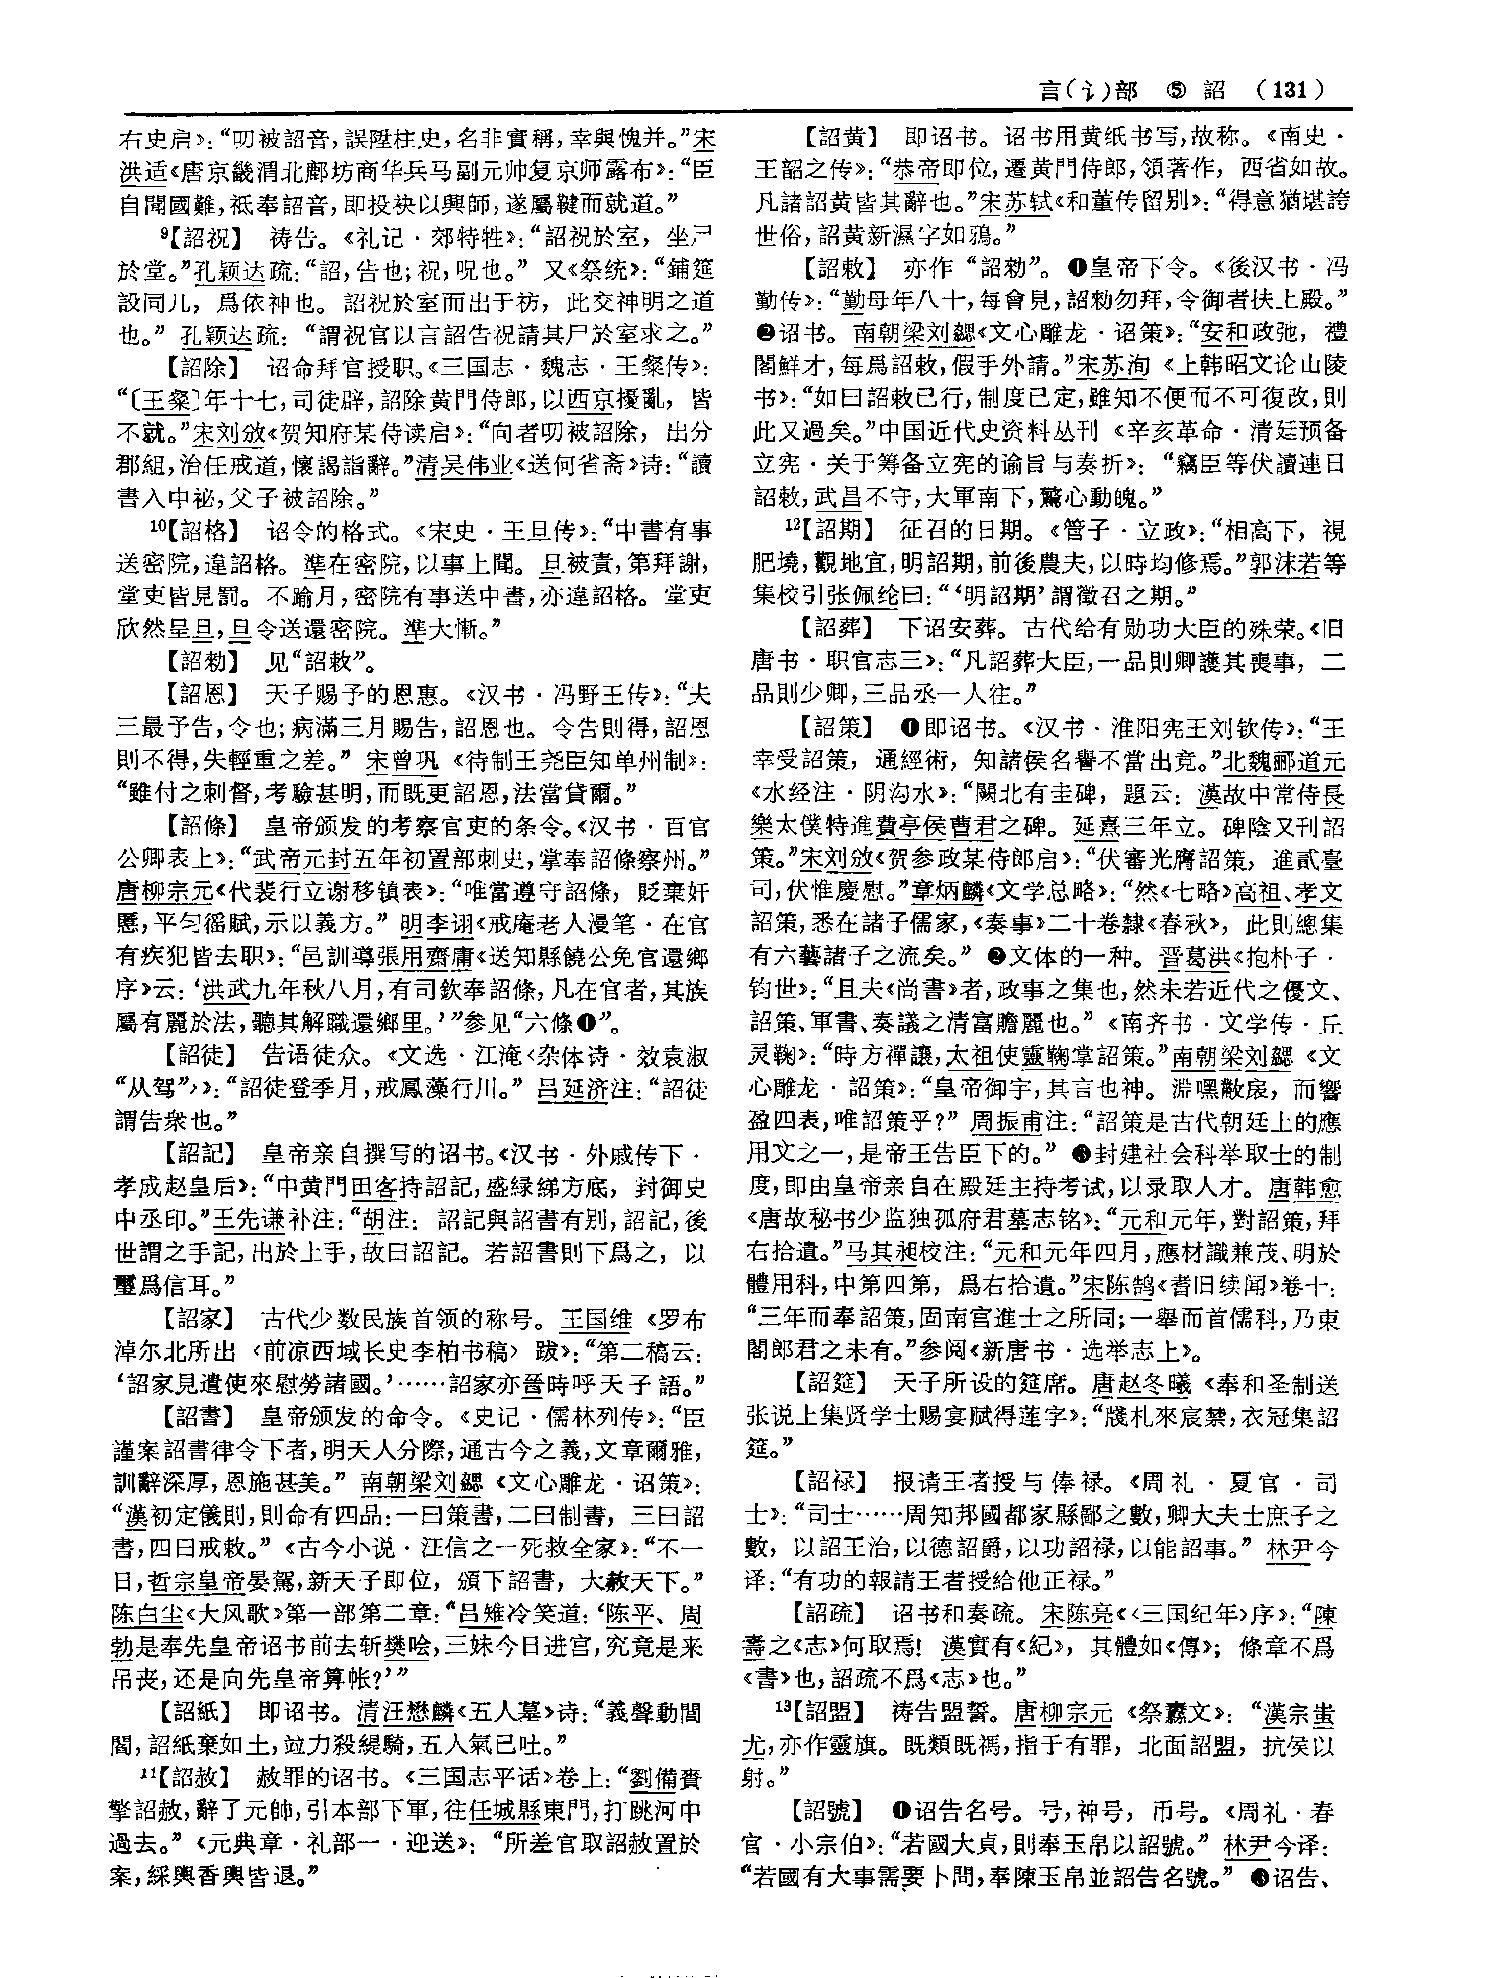 言(讠)部 ⑤ 詔 (131)
右史启》：“叨被詔音，誤陞柱史，名非實稱，幸與愧并。”宋
洪适《唐京畿渭北鄜坊商华兵马副元帅复京师露布》：“臣
自聞國難，祗奉詔音，即投袂以興師，遂屬鞬而就道。”
⁹【詔祝】 祷告。《礼记·郊特牲》：“詔祝於室，坐尸
於堂。”孔颖达疏：“詔，告也；祝，呪也。” 又《祭统》：“鋪筵
設同几，爲依神也。詔祝於室而出于祊，此交神明之道
也。”孔颖达疏：“謂祝官以言詔告祝請其尸於室求之。”
【詔除】 诏命拜官授职。《三国志·魏志·王粲传》：
“〔王粲〕年十七，司徒辟，詔除黄門侍郎，以西京擾亂，皆
不就。”宋刘攽《贺知府某侍读启》：“向者叨被詔除，出分
郡組，治任戒道，懷謁詣辭。”清吴伟业《送何省斋》诗：“讀
書入中祕，父子被詔除。”
¹⁰【詔格】 诏令的格式。《宋史·王旦传》：“中書有事
送密院，違詔格。準在密院，以事上聞。旦被責，第拜謝，
堂吏皆見罰。不踰月，密院有事送中書，亦違詔格。堂吏
欣然呈旦，旦令送還密院。準大慚。”
【詔勑】 见“詔敕”。
【詔恩】 天子赐予的恩惠。《汉书·冯野王传》：“夫
三最予告，令也；病滿三月賜告，詔恩也。令告則得，詔恩
則不得，失輕重之差。”宋曾巩《待制王尧臣知单州制》：
“雖付之刺督，考驗甚明，而既更詔恩，法當貸爾。”
【詔條】 皇帝颁发的考察官吏的条令。《汉书·百官
公卿表上》：“武帝元封五年初置部刺史，掌奉詔條察州。”
唐柳宗元《代裴行立谢移镇表》：“唯當遵守詔條，貶棄奸
慝，平匀徭賦，示以義方。”明李诩《戒庵老人漫笔·在官
有疾犯皆去职》：“邑訓導張用齋庸《送知縣饒公免官還鄉
序》云：‘洪武九年秋八月，有司欽奉詔條，凡在官者，其族
屬有麗於法，聽其解職還鄉里。’”参见“六條❶”。
【詔徒】 告语徒众。《文选·江淹〈杂体诗·效袁淑
“从驾”〉》：“詔徒登季月，戒鳳藻行川。”吕延济注：“詔徒
謂告衆也。”
【詔記】 皇帝亲自撰写的诏书。《汉书·外戚传下·
孝成赵皇后》：“中黄門田客持詔記，盛緑綈方底，封御史
中丞印。”王先谦补注：“胡注：詔記與詔書有别，詔記，後
世謂之手記，出於上手，故曰詔記。若詔書則下爲之，以
璽爲信耳。”
【詔家】 古代少数民族首领的称号。王国维《罗布
淖尔北所出〈前凉西域长史李柏书稿〉跋》：“第二稿云：
‘詔家見遣使來慰勞諸國。’……詔家亦晉時呼天子語。”
【詔書】 皇帝颁发的命令。《史记·儒林列传》：“臣
謹案詔書律令下者，明天人分際，通古今之義，文章爾雅，
訓辭深厚，恩施甚美。”南朝梁刘勰《文心雕龙·诏策》：
“漢初定儀則，則命有四品：一曰策書，二曰制書，三曰詔
書，四曰戒敕。”《古今小说·汪信之一死救全家》：“不一
日，哲宗皇帝晏駕，新天子即位，頒下詔書，大赦天下。”
陈白尘《大风歌》第一部第二章：“吕雉冷笑道：‘陈平、周
勃是奉先皇帝诏书前去斩樊哙，三妹今日进宫，究竟是来
吊丧，还是向先皇帝算帐？’”
【詔紙】 即诏书。清汪懋麟《五人墓》诗：“義聲動閶
閭，詔紙棄如土，竝力殺緹騎，五人氣已吐。”
¹¹【詔赦】 赦罪的诏书。《三国志平话》卷上：“劉備賫
擎詔赦，辭了元帥，引本部下軍，往任城縣東門，打跳河中
過去。”《元典章·礼部一·迎送》：“所差官取詔赦置於
案，綵輿香輿皆退。”
【詔黄】 即诏书。诏书用黄纸书写，故称。《南史·
王韶之传》：“恭帝即位，遷黄門侍郎，領著作，西省如故。
凡諸詔黄皆其辭也。”宋苏轼《和董传留别》：“得意猶堪誇
世俗，詔黄新濕字如鴉。”
【詔敕】 亦作“詔勑”。❶皇帝下令。《後汉书·冯
勤传》：“勤母年八十，每會見，詔勑勿拜，令御者扶上殿。”
❷诏书。南朝梁刘勰《文心雕龙·诏策》：“安和政弛，禮
閣鮮才，每爲詔敕，假手外請。”宋苏洵《上韩昭文论山陵
书》：“如曰詔敕已行，制度已定，雖知不便而不可復改，則
此又過矣。”中国近代史资料丛刊《辛亥革命·清廷预备
立宪·关于筹备立宪的谕旨与奏折》：“竊臣等伏讀連日
詔敕，武昌不守，大軍南下，驚心動魄。”
¹²【詔期】 征召的日期。《管子·立政》：“相高下，視
肥墝，觀地宜，明詔期，前後農夫，以時均修焉。”郭沫若等
集校引张佩纶曰：“‘明詔期’謂徵召之期。”
【詔葬】 下诏安葬。古代给有勋功大臣的殊荣。《旧
唐书·职官志三》：“凡詔葬大臣，一品則卿護其喪事，二
品則少卿，三品丞一人往。”
【詔策】 ❶即诏书。《汉书·淮阳宪王刘钦传》：“王
幸受詔策，通經術，知諸侯名譽不當出竟。”北魏郦道元
《水经注·阴沟水》：“闕北有圭碑，題云：漢故中常侍長
樂太僕特進費亭侯曹君之碑。延熹三年立。碑陰又刊詔
策。”宋刘攽《贺参政某侍郎启》：“伏審光膺詔策，進貳臺
司，伏惟慶慰。”章炳麟《文学总略》：“然《七略》高祖、孝文
詔策，悉在諸子儒家，《奏事》二十卷隸《春秋》，此則總集
有六藝諸子之流矣。”❷文体的一种。晋葛洪《抱朴子·
钧世》：“且夫《尚書》者，政事之集也，然未若近代之優文、
詔策、軍書、奏議之清富贍麗也。”《南齐书·文学传·丘
灵鞠》：“時方禪讓，太祖使靈鞠掌詔策。”南朝梁刘勰《文
心雕龙·詔策》：“皇帝御宇，其言也神。淵嘿黻扆，而響
盈四表，唯詔策乎？”周振甫注：“詔策是古代朝廷上的應
用文之一，是帝王告臣下的。”❸封建社会科举取士的制
度，即由皇帝亲自在殿廷主持考试，以录取人才。唐韩愈
《唐故秘书少监独孤府君墓志铭》：“元和元年，對詔策，拜
右拾遺。”马其昶校注：“元和元年四月，應材識兼茂、明於
體用科，中第四第，爲右拾遺。”宋陈鹄《耆旧续闻》卷十：
“三年而奉詔策，固南宫進士之所同；一舉而首儒科，乃東
閣郎君之未有。”参阅《新唐书·选举志上》。
【詔筵】 天子所设的筵席。唐赵冬曦《奉和圣制送
张说上集贤学士赐宴赋得莲字》：“牋札來宸禁，衣冠集詔
筵。”
【詔禄】 报请王者授与俸禄。《周礼·夏官·司
士》：“司士……周知邦國都家縣鄙之數，卿大夫士庶子之
數，以詔王治，以德詔爵，以功詔禄，以能詔事。”林尹今
译：“有功的報請王者授給他正禄。”
【詔疏】 诏书和奏疏。宋陈亮《〈三国纪年〉序》：“陳
壽之《志》何取焉！漢實有《紀》，其體如《傳》；條章不爲
《書》也，詔疏不爲《志》也。”
¹³【詔盟】 祷告盟誓。唐柳宗元《祭纛文》：“漢宗蚩
尤，亦作靈旗。既類既禡，指于有罪，北面詔盟，抗侯以
射。”
【詔號】 ❶诏告名号。号，神号，币号。《周礼·春
官·小宗伯》：“若國大貞，則奉玉帛以詔號。”林尹今译：
“若國有大事需要卜問，奉陳玉帛並詔告名號。”❷诏告、